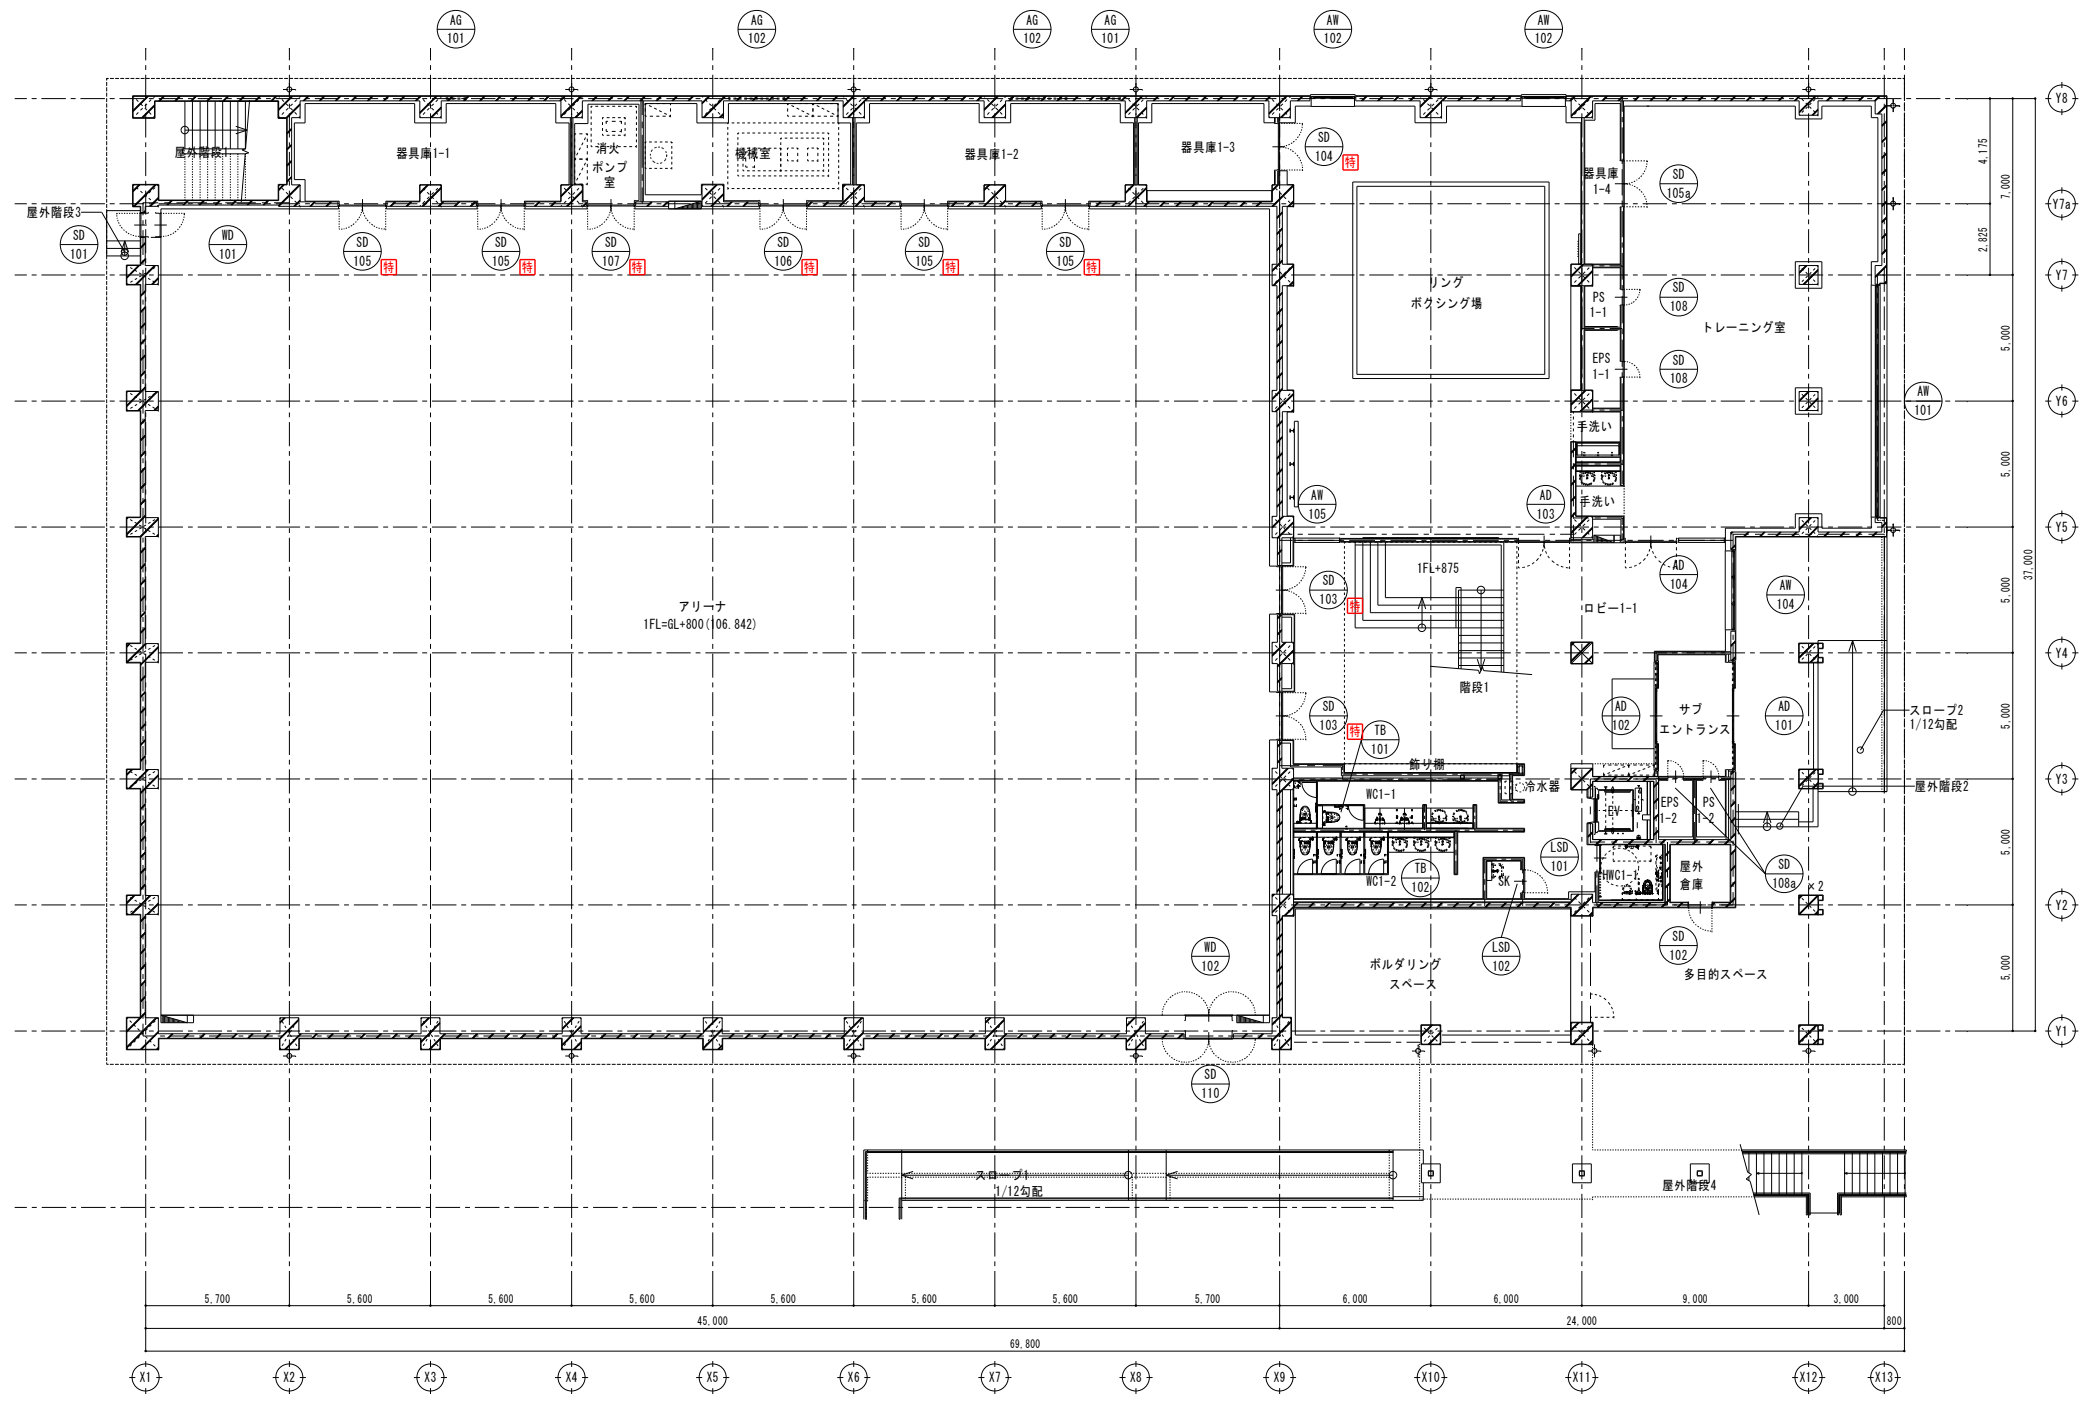 AG
101
AG
102
AG
102
AG
101
AW
102
AW
102
Y8
屋外階段1
器具庫1-1
消火
ポンプ
室
機械室
器具庫1-2
器具庫1-3
SD
104
特
器具庫
1-4
SD
105a
4,175
7,000
Y7a
屋外階段3
SD
101
WD
101
SD
105
特
SD
105
特
SD
107
特
SD
106
特
SD
105
特
SD
105
特
2,825
Y7
リング
ボクシング場
PS
1-1
SD
108
トレーニング室
5,000
EPS
1-1
SD
108
AW
101
Y6
手洗い
5,000
手洗い
AW
105
AD
103
Y5
37,000
1FL+875
AD
104
SD
103
特
AW
104
5,000
アリーナ
1FL=GL+800(106.842)
ロビー1-1
Y4
階段1
SD
103
特
TB
101
AD
102
サブ
エントランス
AD
101
スロープ2
1/12勾配
5,000
飾り棚
Y3
WC1-1
冷水器
EV
EPS
1-2
PS
1-2
屋外階段2
5,000
LSD
101
WC1-2
TB
102
SK
HWC1-1
屋外
倉庫
SD
108a
×2
Y2
WD
102
LSD
102
SD
102
ボルダリング
スペース
多目的スペース
5,000
Y1
SD
110
スロープ1
1/12勾配
屋外階段4
5,700
5,600
5,600
5,600
5,600
5,600
5,600
5,700
6,000
6,000
9,000
3,000
45,000
24,000
800
69,800
X1
X2
X3
X4
X5
X6
X7
X8
X9
X10
X11
X12
X13